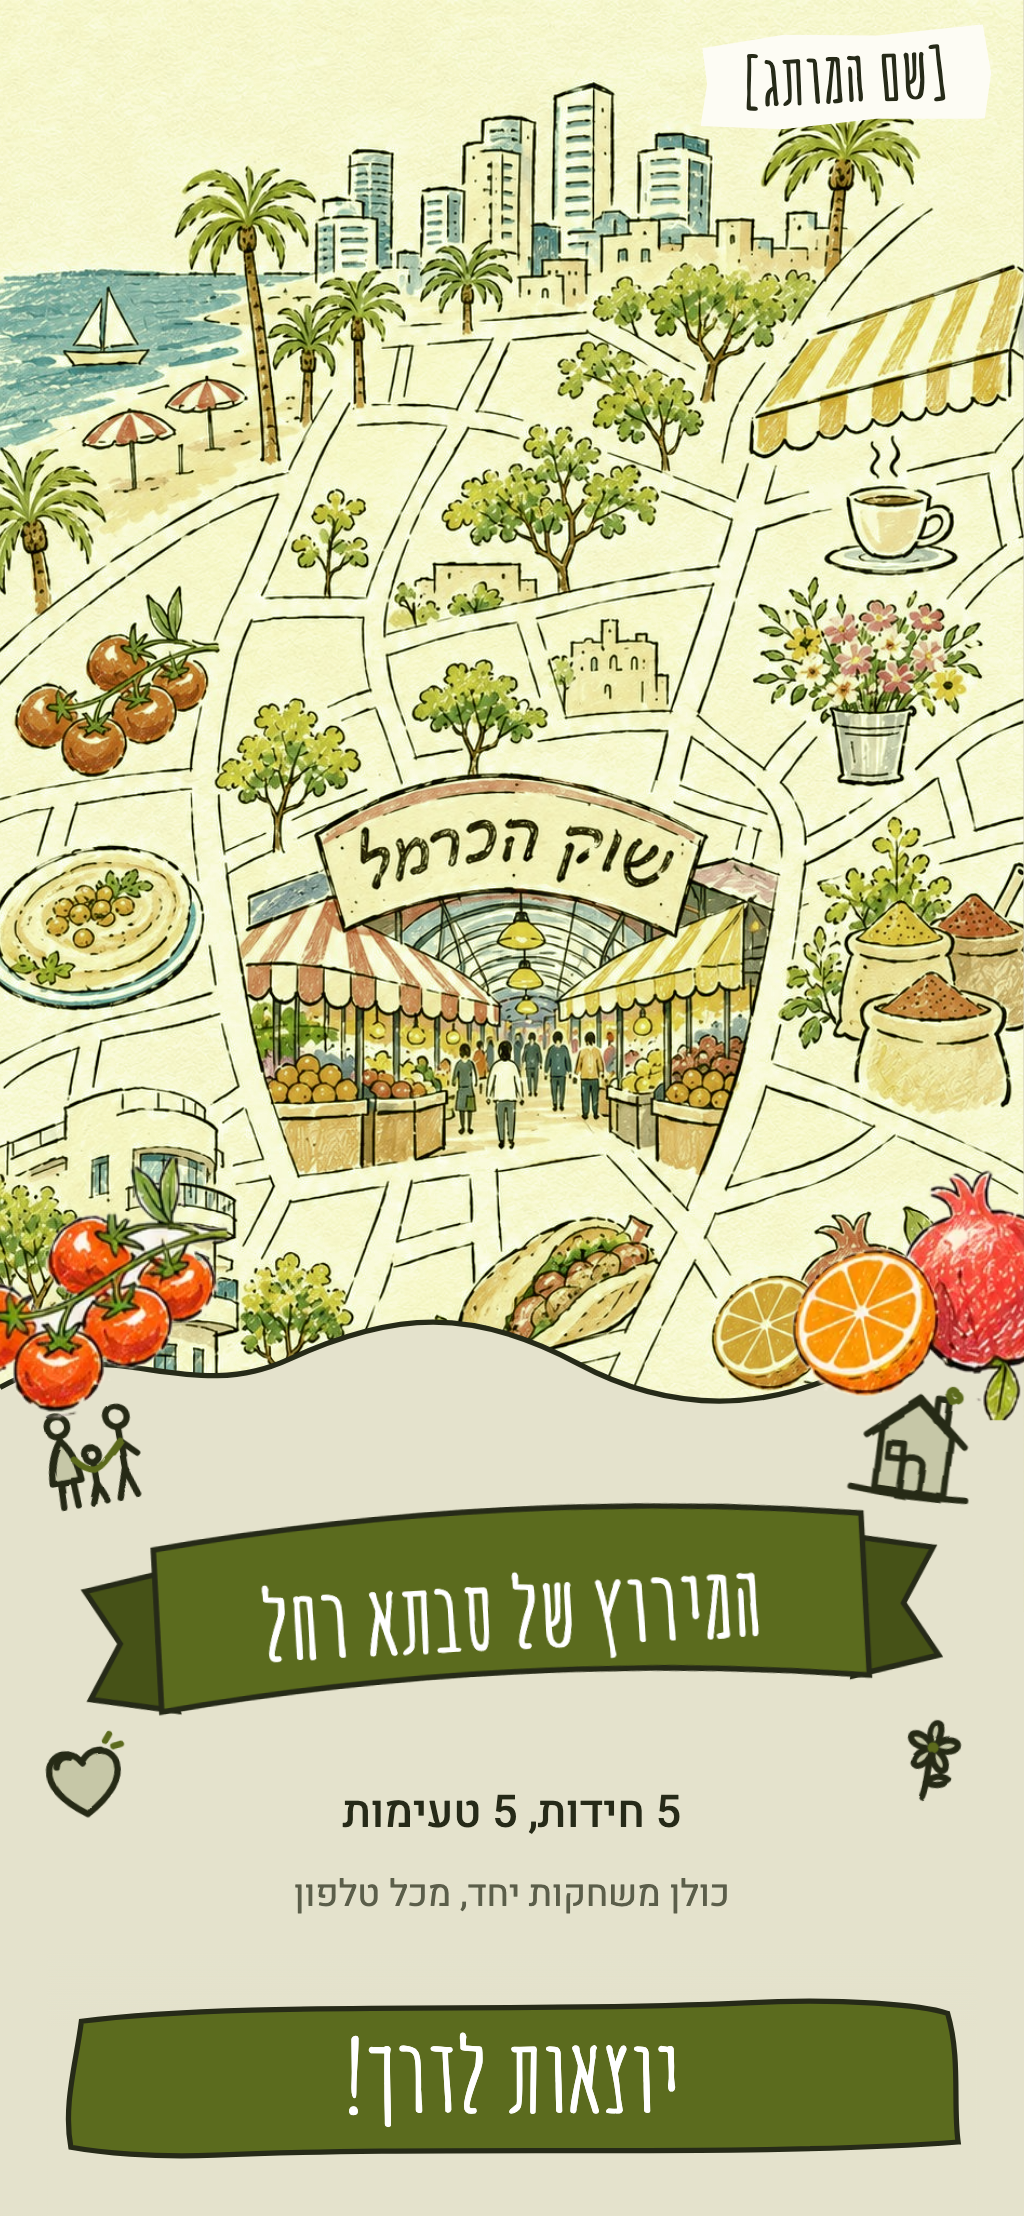 [שם המותג]
שוק הכרמל
המירוץ של סבתא רחל
5 חידות, 5 טעימות
כולן משחקות יחד, מכל טלפון
יוצאות לדרך!